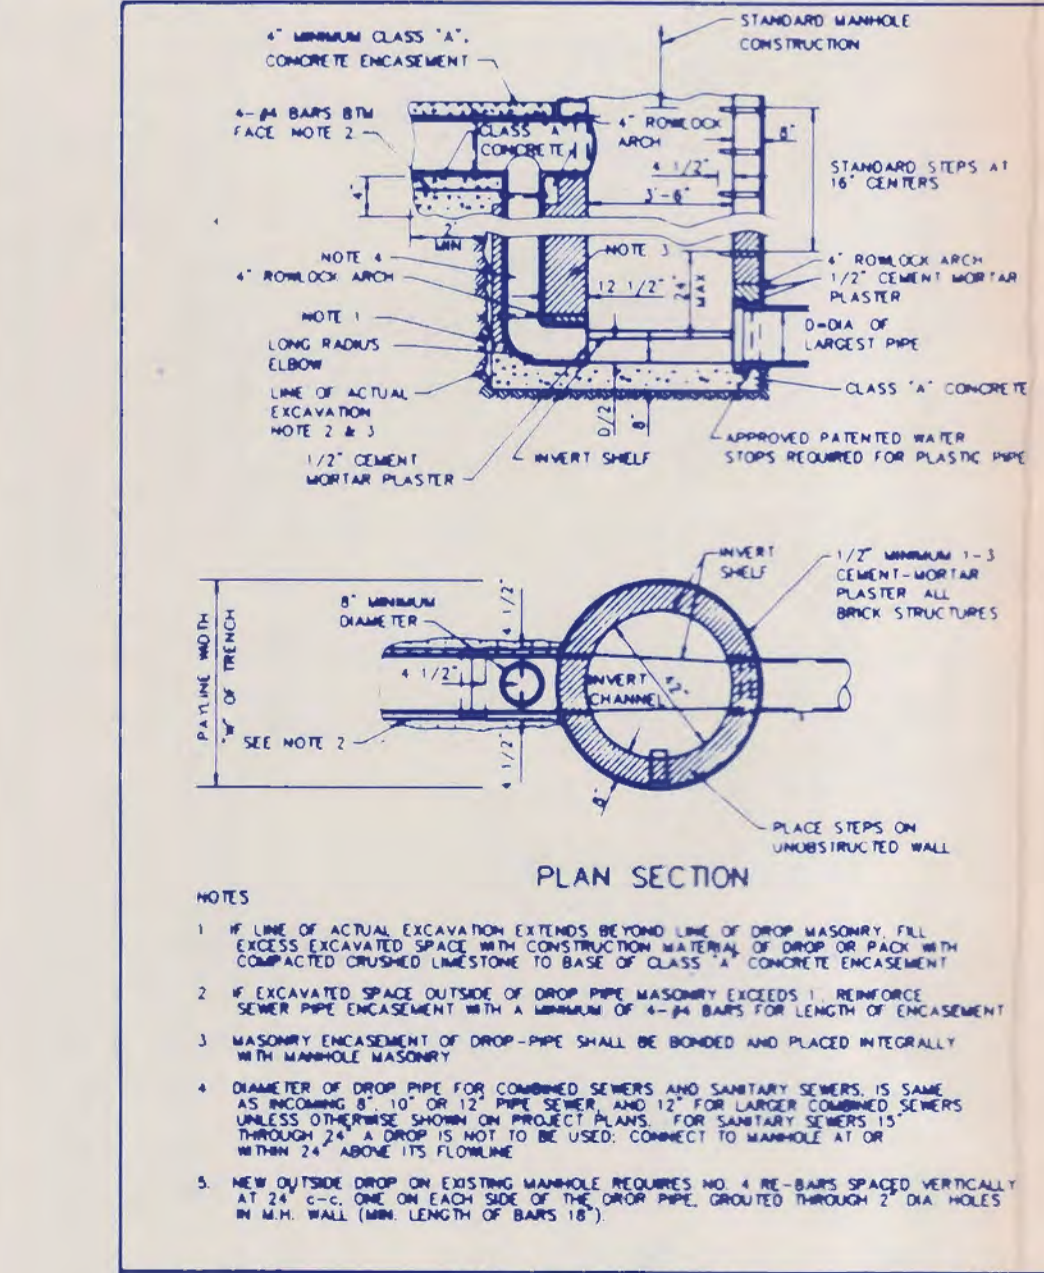 STANDARD MANHOLE
CONSTRUCTION
4" MINIMUM CLASS "A",
CONCRETE ENCASEMENT
4-#4 BARS BTM
FACE NOTE 2
CLASS "A"
CONCRETE
4" ROWLOCK
ARCH
8"
4 1/2"
STANDARD STEPS AT
16" CENTERS
4"
3'-6"
2'
MIN
NOTE 4
NOTE 3
4" ROWLOCK ARCH
4" ROWLOCK ARCH
1/2" CEMENT MORTAR
PLASTER
12 1/2"
24"
MAX
NOTE 1
D=DIA OF
LARGEST PIPE
LONG RADIUS
ELBOW
LINE OF ACTUAL
EXCAVATION
NOTE 2 & 3
CLASS "A" CONCRETE
D/2
8"
APPROVED PATENTED WATER
STOPS REQUIRED FOR PLASTIC PIPE
1/2" CEMENT
MORTAR PLASTER
INVERT SHELF
INVERT
SHELF
1/2" MINIMUM 1-3
CEMENT-MORTAR
PLASTER ALL
BRICK STRUCTURES
8" MINIMUM
DIAMETER
4 1/2"
PAYLINE WIDTH
"W" OF TRENCH
4 1/2"
INVERT
CHANNEL
42"
SEE NOTE 2
4 1/2"
8"
PLACE STEPS ON
UNOBSTRUCTED WALL
PLAN SECTION
NOTES
1 IF LINE OF ACTUAL EXCAVATION EXTENDS BEYOND LINE OF DROP MASONRY, FILL
EXCESS EXCAVATED SPACE WITH CONSTRUCTION MATERIAL OF DROP OR PACK WITH
COMPACTED CRUSHED LIMESTONE TO BASE OF CLASS "A" CONCRETE ENCASEMENT
2 IF EXCAVATED SPACE OUTSIDE OF DROP PIPE MASONRY EXCEEDS 1, REINFORCE
SEWER PIPE ENCASEMENT WITH A MINIMUM OF 4-#4 BARS FOR LENGTH OF ENCASEMENT
3 MASONRY ENCASEMENT OF DROP-PIPE SHALL BE BONDED AND PLACED INTEGRALLY
WITH MANHOLE MASONRY
4 DIAMETER OF DROP PIPE FOR COMBINED SEWERS AND SANITARY SEWERS, IS SAME
AS INCOMING 8", 10" OR 12" PIPE SEWER, AND 12" FOR LARGER COMBINED SEWERS
UNLESS OTHERWISE SHOWN ON PROJECT PLANS. FOR SANITARY SEWERS 15"
THROUGH 24" A DROP IS NOT TO BE USED; CONNECT TO MANHOLE AT OR
WITHIN 24" ABOVE ITS FLOWLINE
5. NEW OUTSIDE DROP ON EXISTING MANHOLE REQUIRES NO. 4 RE-BARS SPACED VERTICALLY
AT 24" c-c, ONE ON EACH SIDE OF THE DROP PIPE, GROUTED THROUGH 2" DIA HOLES
IN M.H. WALL (MIN. LENGTH OF BARS 18").